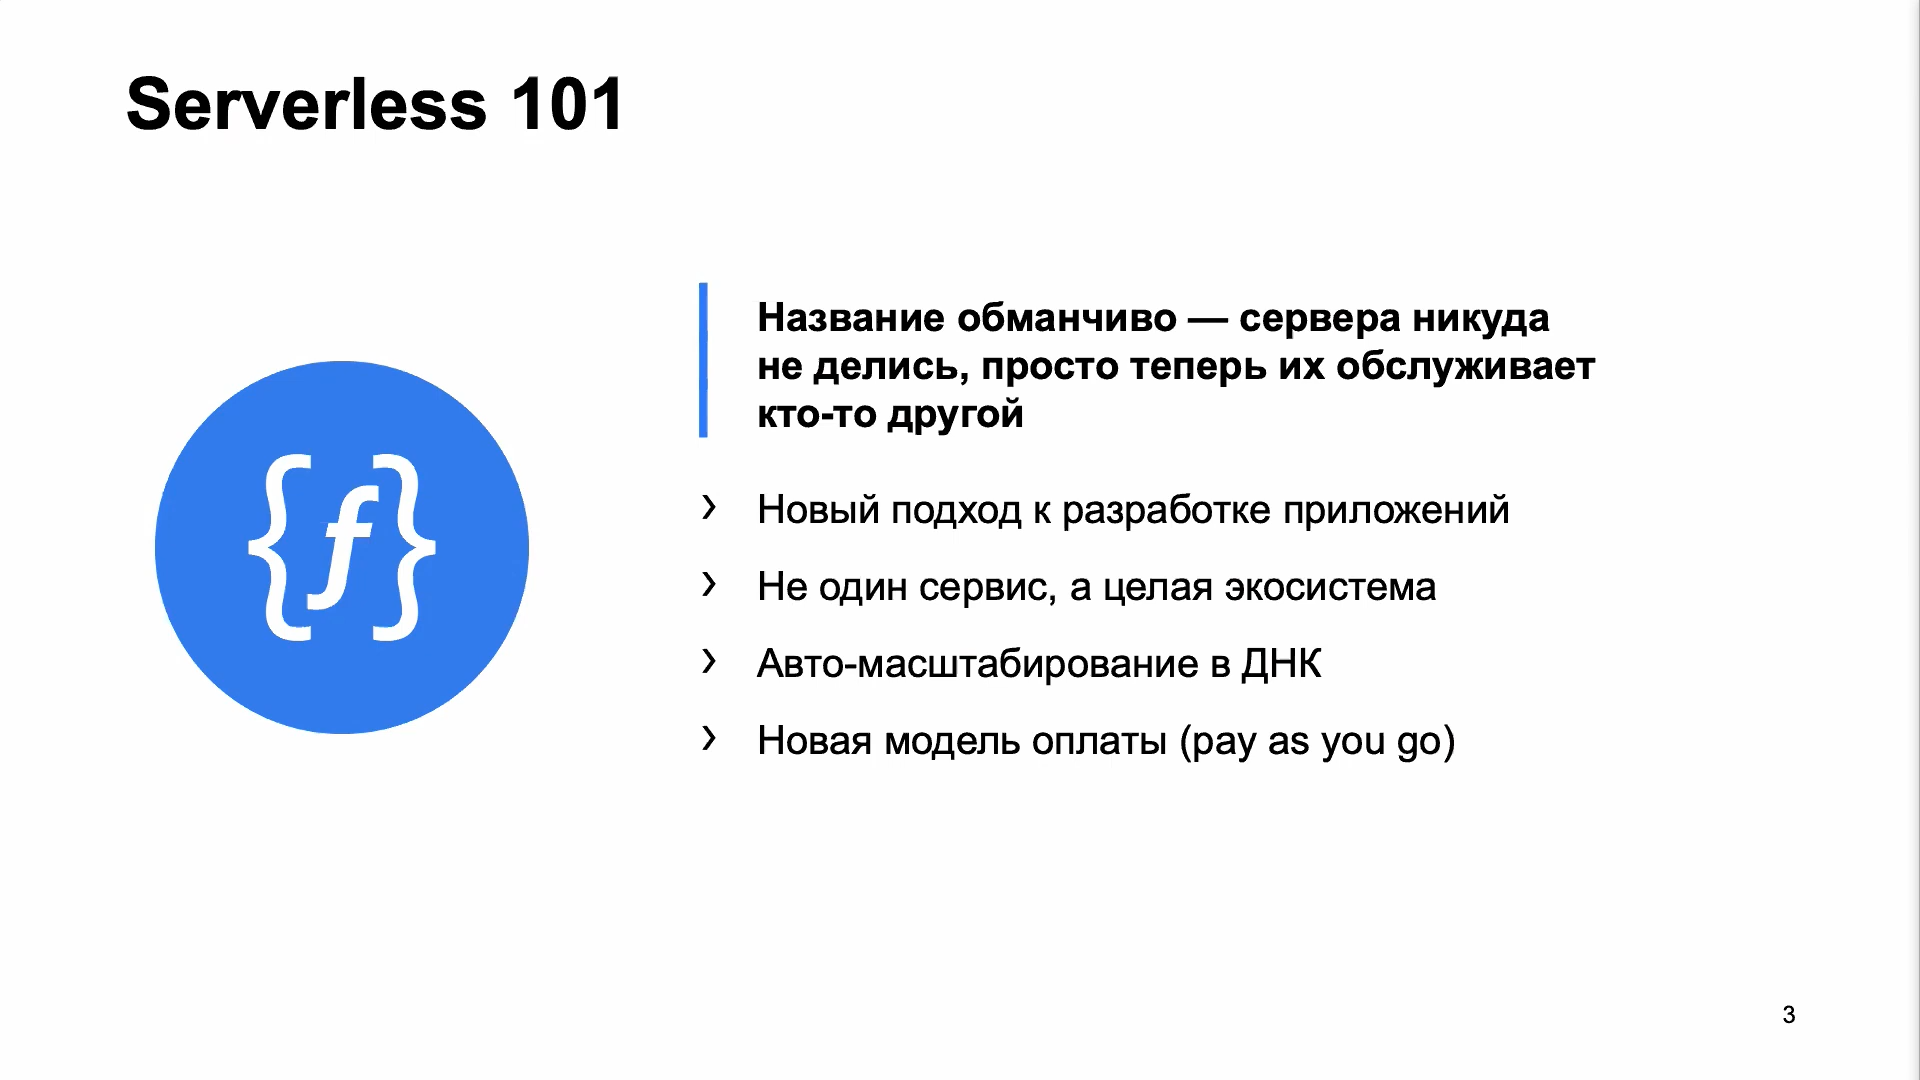 Serverless 101
Название обманчиво — сервера никуда
не делись, просто теперь их обслуживает
кто-то другой
› Новый подход к разработке приложений
› Не один сервис, а целая экосистема
› Авто-масштабирование в ДНК
› Новая модель оплаты (pay as you go)
{ƒ}
3